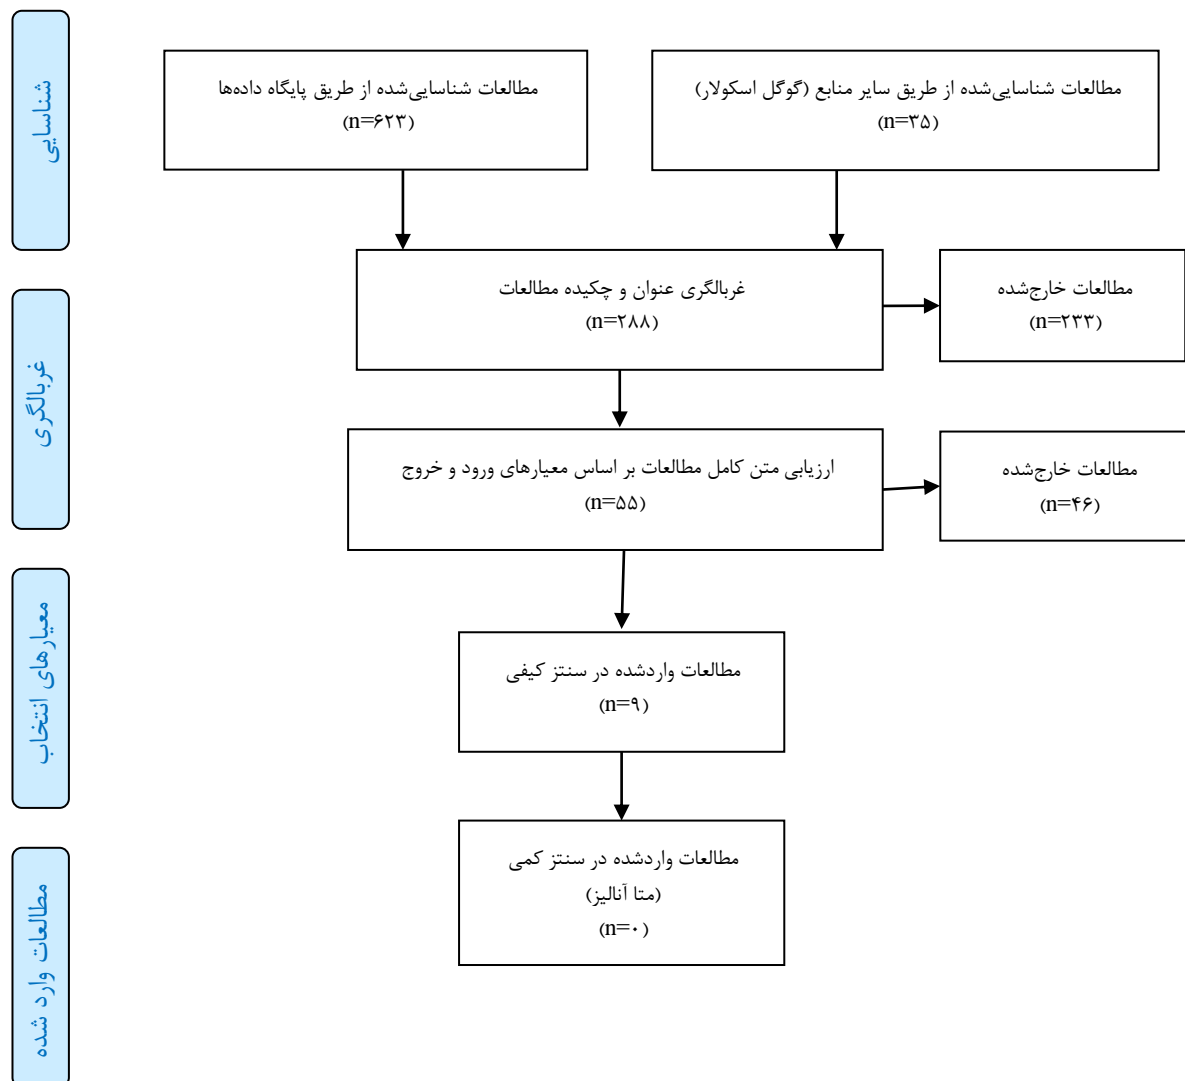 شناسایی
مطالعات شناسایی‌شده از طریق سایر منابع (گوگل اسکولار)
(n=۳۵)
مطالعات شناسایی‌شده از طریق پایگاه داده‌ها
(n=۶۲۳)
غربالگری
غربالگری عنوان و چکیده مطالعات
(n=۲۸۸)
مطالعات خارج‌شده
(n=۲۳۳)
ارزیابی متن کامل مطالعات بر اساس معیارهای ورود و خروج
(n=۵۵)
مطالعات خارج‌شده
(n=۴۶)
معیارهای انتخاب
مطالعات واردشده در سنتز کیفی
(n=۹)
مطالعات وارد شده
مطالعات واردشده در سنتز کمی
(متا آنالیز)
(n=۰)